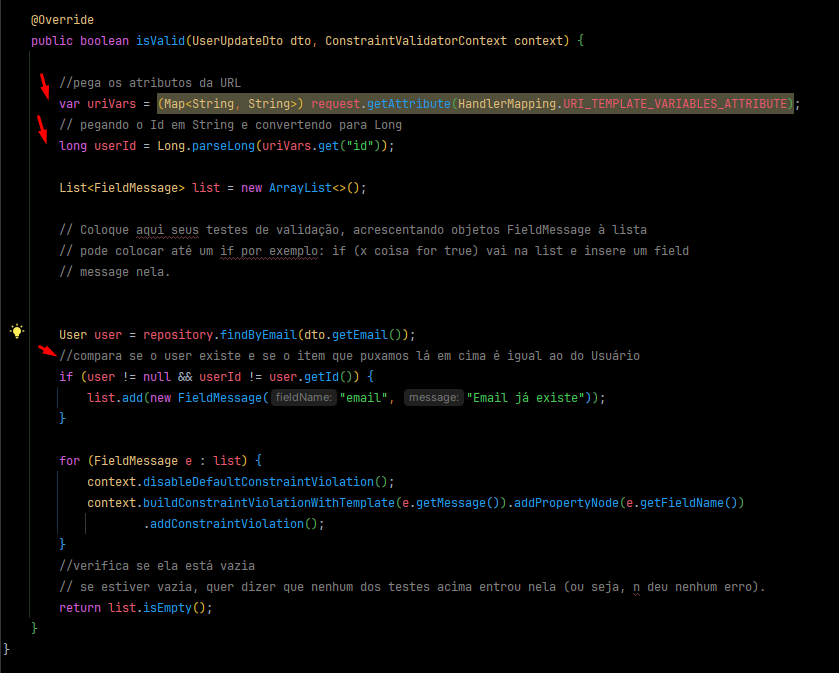 @Override
public boolean isValid(UserUpdateDto dto, ConstraintValidatorContext context) {
//pega os atributos da URL
var uriVars = (Map<String, String>) request.getAttribute(HandlerMapping.URI_TEMPLATE_VARIABLES_ATTRIBUTE);
// pegando o Id em String e convertendo para Long
long userId = Long.parseLong(uriVars.get("id"));
List<FieldMessage> list = new ArrayList<>();
// Coloque aqui seus testes de validação, acrescentando objetos FieldMessage à lista
// pode colocar até um if por exemplo: if (x coisa for true) vai na list e insere um field
// message nela.
User user = repository.findByEmail(dto.getEmail());
//compara se o user existe e se o item que puxamos lá em cima é igual ao do Usuário
if (user != null && userId != user.getId()) {
list.add(new FieldMessage( fieldName: "email", message: "Email já existe"));
}
for (FieldMessage e : list) {
context.disableDefaultConstraintViolation();
context.buildConstraintViolationWithTemplate(e.getMessage()).addPropertyNode(e.getFieldName())
.addConstraintViolation();
}
//verifica se ela está vazia
// se estiver vazia, quer dizer que nenhum dos testes acima entrou nela (ou seja, n deu nenhum erro).
return list.isEmpty();
}
}